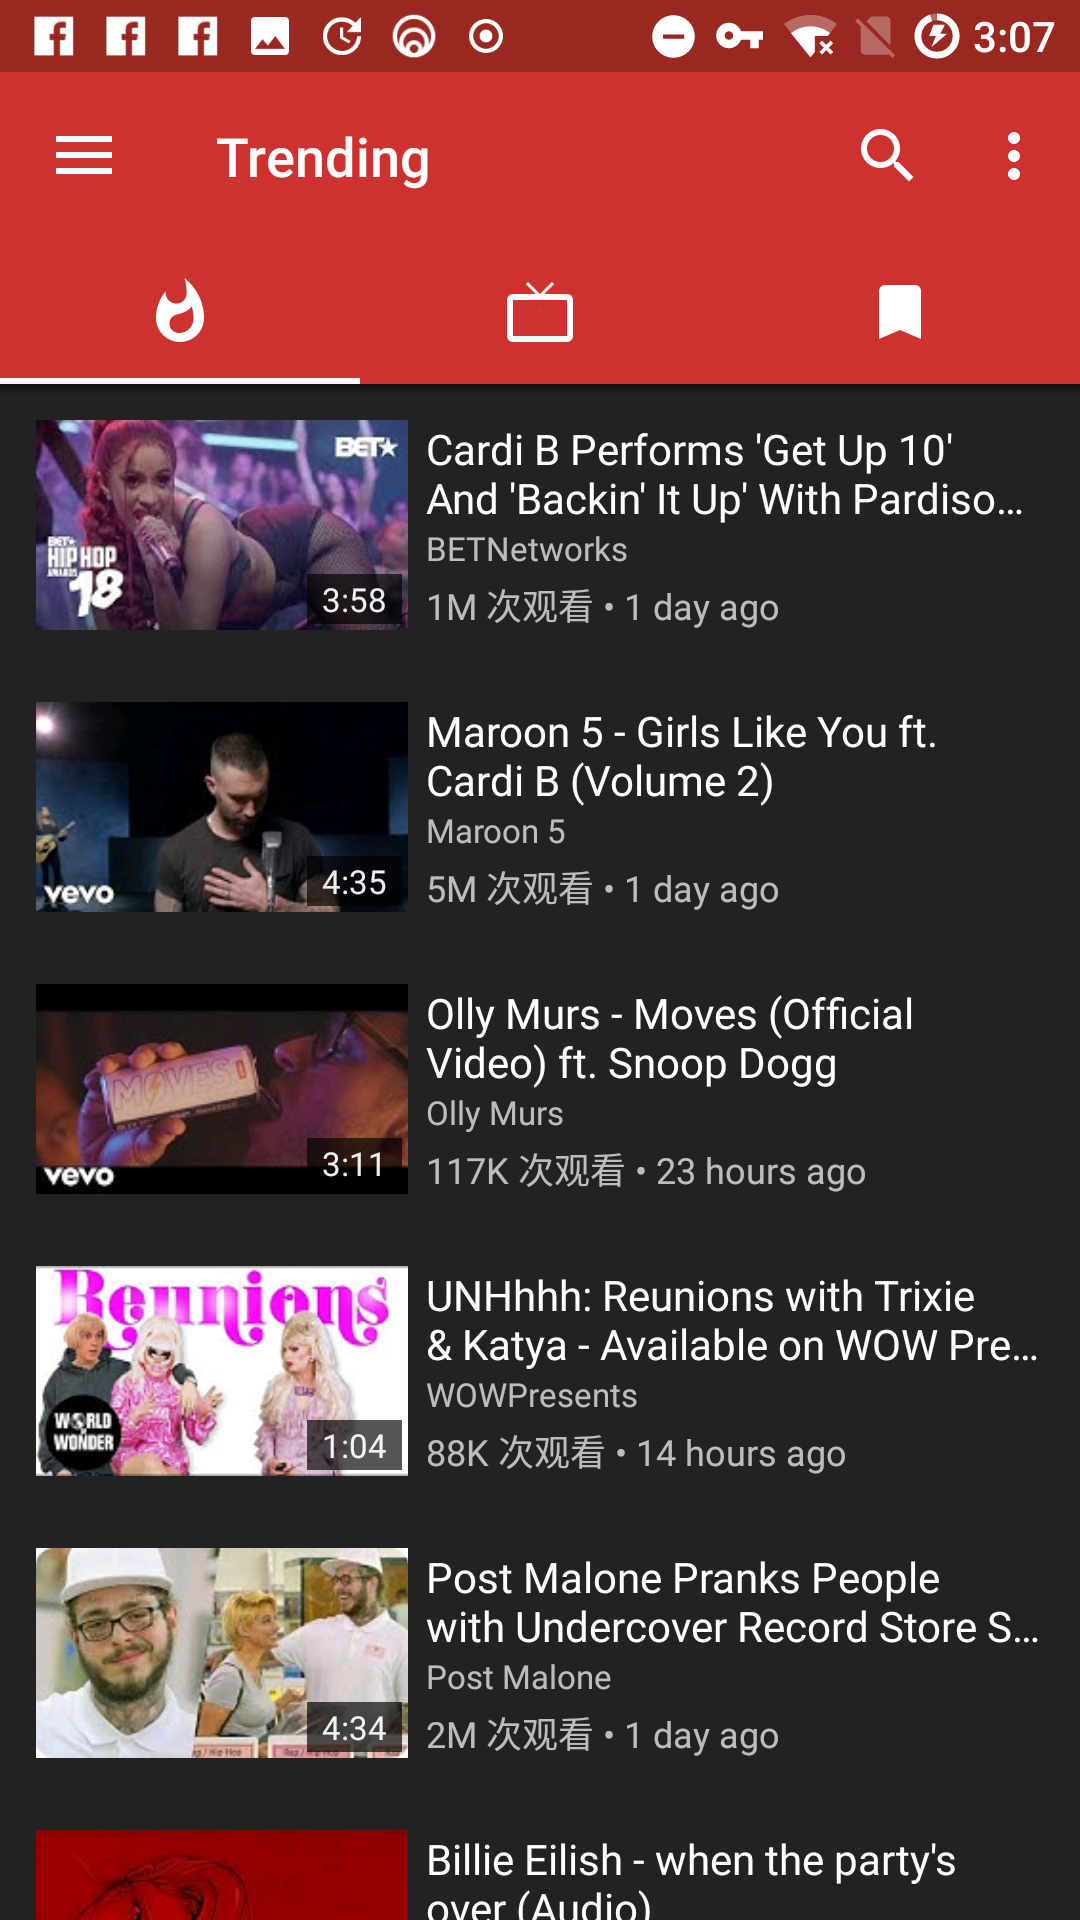 3:07
Trending
BET★
BET★
HIP HOP
AWARDS
18
3:58
Cardi B Performs 'Get Up 10'
And 'Backin' It Up' With Pardiso...
BETNetworks
1M 次观看 • 1 day ago
vevo
4:35
Maroon 5 - Girls Like You ft.
Cardi B (Volume 2)
Maroon 5
5M 次观看 • 1 day ago
MOVES
vevo
3:11
Olly Murs - Moves (Official
Video) ft. Snoop Dogg
Olly Murs
117K 次观看 • 23 hours ago
Reunions
WORLD
WONDER
1:04
UNHhhh: Reunions with Trixie
& Katya - Available on WOW Pre...
WOWPresents
88K 次观看 • 14 hours ago
4:34
Post Malone Pranks People
with Undercover Record Store S...
Post Malone
2M 次观看 • 1 day ago
Billie Eilish - when the party's
over (Audio)